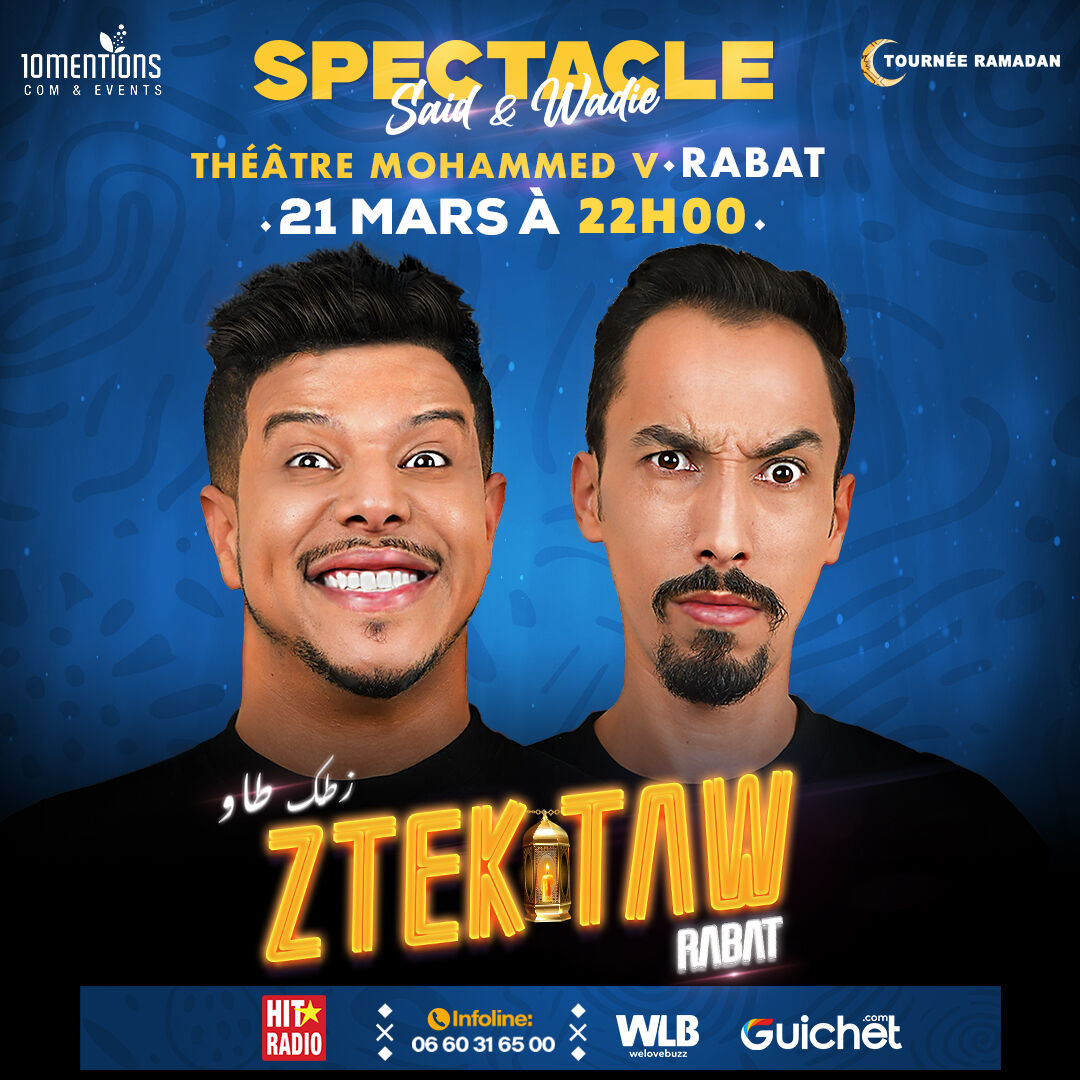 10MENTIONS
COM & EVENTS
SPECTACLE
Said & Wadie
TOURNÉE RAMADAN
THÉÂTRE MOHAMMED V • RABAT
• 21 MARS À 22H00 •
زطك طاو
ZTEK TAW
RABAT
HIT RADIO
Infoline:
06 60 31 65 00
WLB
welovebuzz
Guichet.com